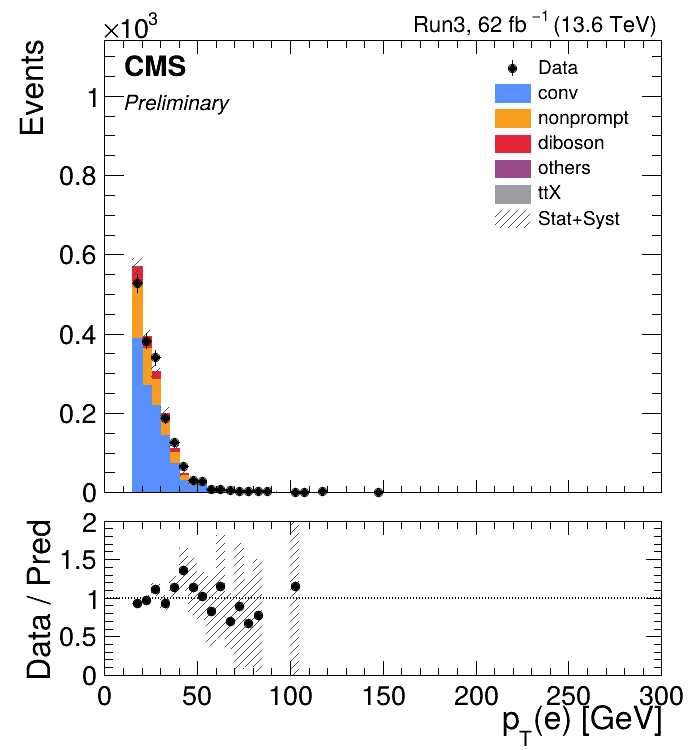 ×10³
Run3, 62 fb⁻¹ (13.6 TeV)
CMS
Preliminary
Events
1
0.8
0.6
0.4
0.2
0
Data
conv
nonprompt
diboson
others
ttX
Stat+Syst
Data / Pred
2
1.5
1
0.5
0
0 50 100 150 200 250 300
p_T(e) [GeV]